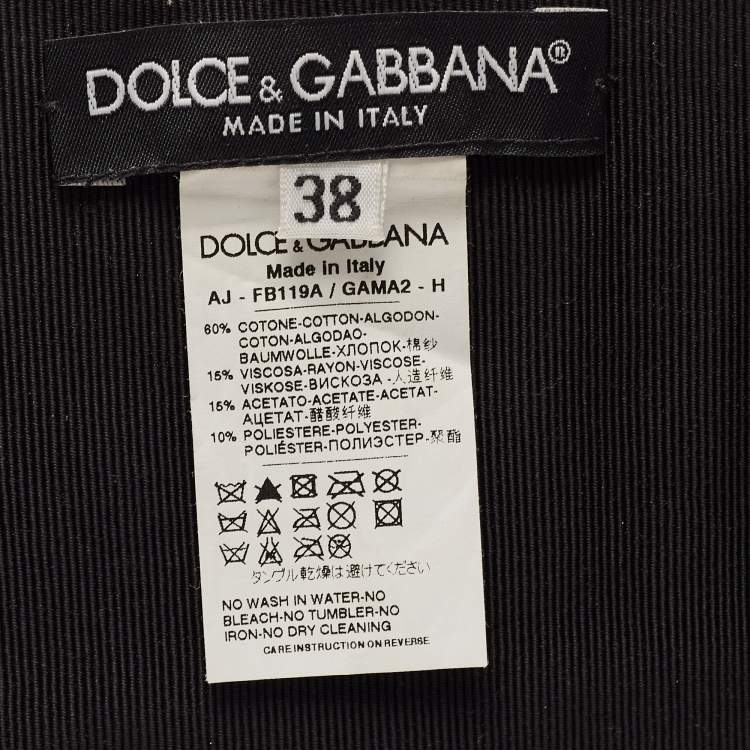 DOLCE & GABBANA®
MADE IN ITALY
38
DOLCE & GABBANA
Made in Italy
AJ - FB119A / GAMA2 - H
60% COTONE-COTTON-ALGODON-
COTON-ALGODAO-
BAUMWOLLE-ХЛОПОК-棉纱
15% VISCOSA-RAYON-VISCOSE-
VISKOSE-ВИСКОЗА-人造纤维
15% ACETATO-ACETATE-ACETAT-
АЦЕТАТ-醋酸纤维
10% POLIESTERE-POLYESTER-
POLIÉSTER-ПОЛИЭСТЕР-聚酯
タンブル乾燥は避けてください
NO WASH IN WATER-NO
BLEACH-NO TUMBLER-NO
IRON-NO DRY CLEANING
CARE INSTRUCTION ON REVERSE